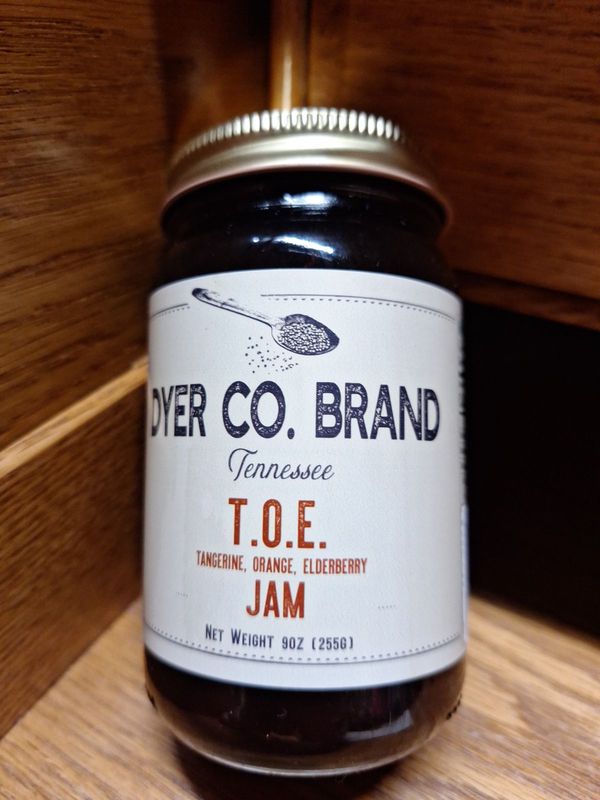 DYER CO. BRAND
Tennessee
T.O.E.
TANGERINE, ORANGE, ELDERBERRY
JAM
NET WEIGHT 9OZ (255G)